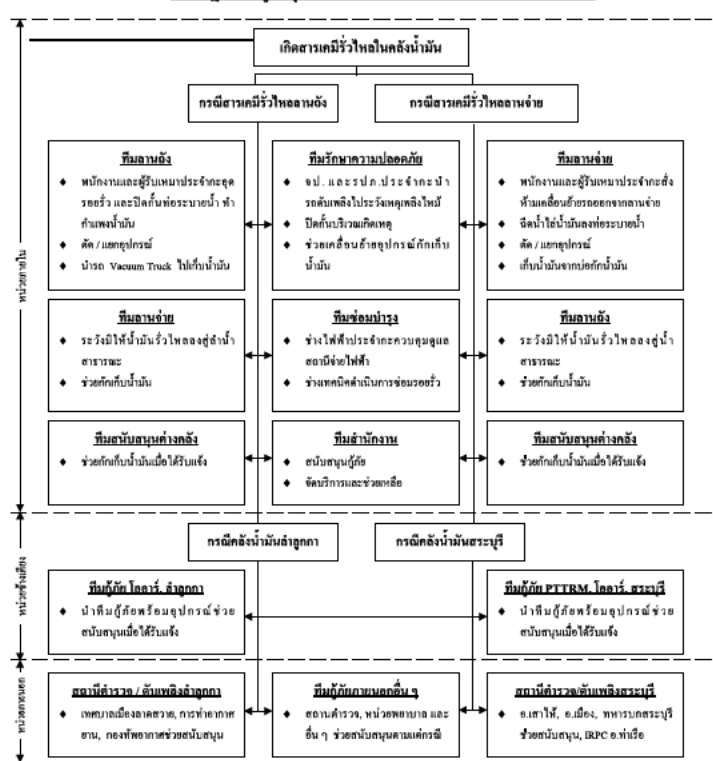 เกิดสารเคมีรั่วไหลในคลังน้ำมัน
กรณีสารเคมีรั่วไหลลานถัง
กรณีสารเคมีรั่วไหลลานจ่าย
หน่วยภายใน
ทีมลานถัง
♦ พนักงานและผู้รับเหมาประจำกะอุด
รอยรั่ว และปิดกั้นท่อระบายน้ำ ทำ
กำแพงน้ำมัน
♦ ตัด / แยกอุปกรณ์
♦ นำรถ Vacuum Truck ไปเก็บน้ำมัน
ทีมรักษาความปลอดภัย
♦ จป. และรปภ.ประจำกะนำ
รถดับเพลิงไประวังเหตุเพลิงไหม้
♦ ปิดกั้นบริเวณเกิดเหตุ
♦ ช่วยเคลื่อนย้ายอุปกรณ์กักเก็บ
น้ำมัน
ทีมลานจ่าย
♦ พนักงานและผู้รับเหมาประจำกะสั่ง
ห้ามเคลื่อนย้ายรถออกจากลานจ่าย
♦ ฉีดน้ำไล่น้ำมันลงท่อระบายน้ำ
♦ ตัด / แยกอุปกรณ์
♦ เก็บน้ำมันจากบ่อกักน้ำมัน
ทีมลานจ่าย
♦ ระวังมิให้น้ำมันรั่วไหลลงสู่ลำน้ำ
สาธารณะ
♦ ช่วยกักเก็บน้ำมัน
ทีมซ่อมบำรุง
♦ ช่างไฟฟ้าประจำกะควบคุมดูแล
สถานีจ่ายไฟฟ้า
♦ ช่างเทคนิคดำเนินการซ่อมรอยรั่ว
ทีมลานถัง
♦ ระวังมิให้น้ำมันรั่วไหลลงสู่น้ำ
สาธารณะ
♦ ช่วยกักเก็บน้ำมัน
ทีมสนับสนุนต่างคลัง
♦ ช่วยกักเก็บน้ำมันเมื่อได้รับแจ้ง
ทีมสำนักงาน
♦ สนับสนุนกู้ภัย
♦ จัดบริการและช่วยเหลือ
ทีมสนับสนุนต่างคลัง
♦ ช่วยกักเก็บน้ำมันเมื่อได้รับแจ้ง
หน่วยข้างเคียง
กรณีคลังน้ำมันลำลูกกา
กรณีคลังน้ำมันสระบุรี
ทีมกู้ภัย โออาร์, ลำลูกกา
♦ นำทีมกู้ภัยพร้อมอุปกรณ์ช่วย
สนับสนุนเมื่อได้รับแจ้ง
ทีมกู้ภัย PTTRM, โออาร์, สระบุรี
♦ นำทีมกู้ภัยพร้อมอุปกรณ์ช่วย
สนับสนุนเมื่อได้รับแจ้ง
หน่วยภายนอก
สถานีตำรวจ / ดับเพลิงลำลูกกา
♦ เทศบาลเมืองลาดสวาย, การท่าอากาศ
ยาน, กองทัพอากาศช่วยสนับสนุน
ทีมกู้ภัยภายนอกอื่น ๆ
♦ สถานตำรวจ, หน่วยพยาบาล และ
อื่น ๆ ช่วยสนับสนุนตามแต่กรณี
สถานีตำรวจ/ดับเพลิงสระบุรี
♦ อ.เสาไห้, อ.เมือง, ทหารบกสระบุรี
ช่วยสนับสนุน, IRPC อ.ท่าเรือ